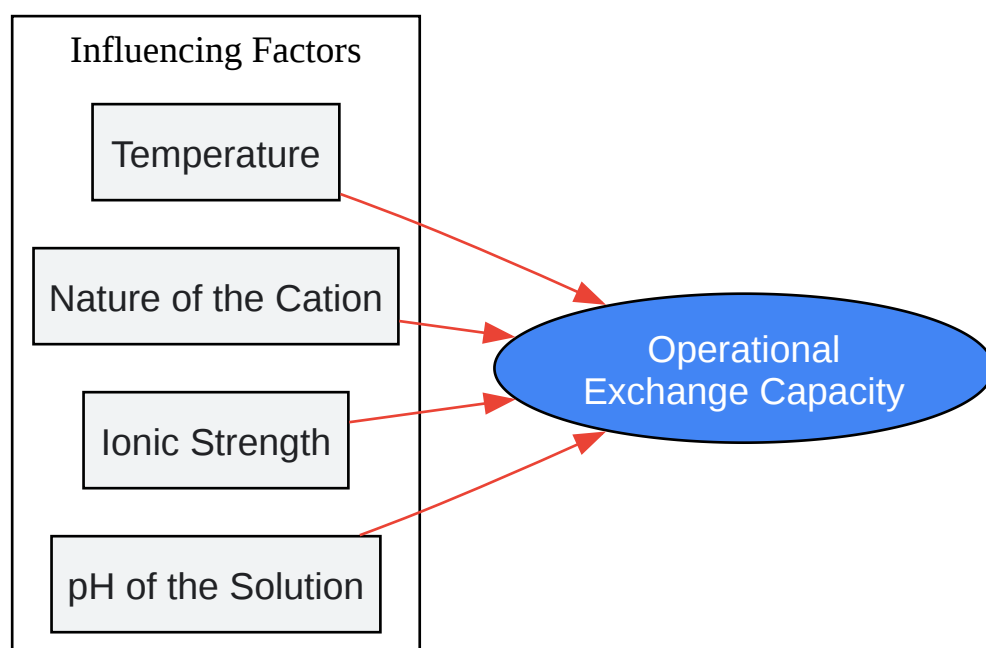 Influencing Factors
Temperature
Nature of the Cation
Ionic Strength
pH of the Solution
Operational
Exchange Capacity